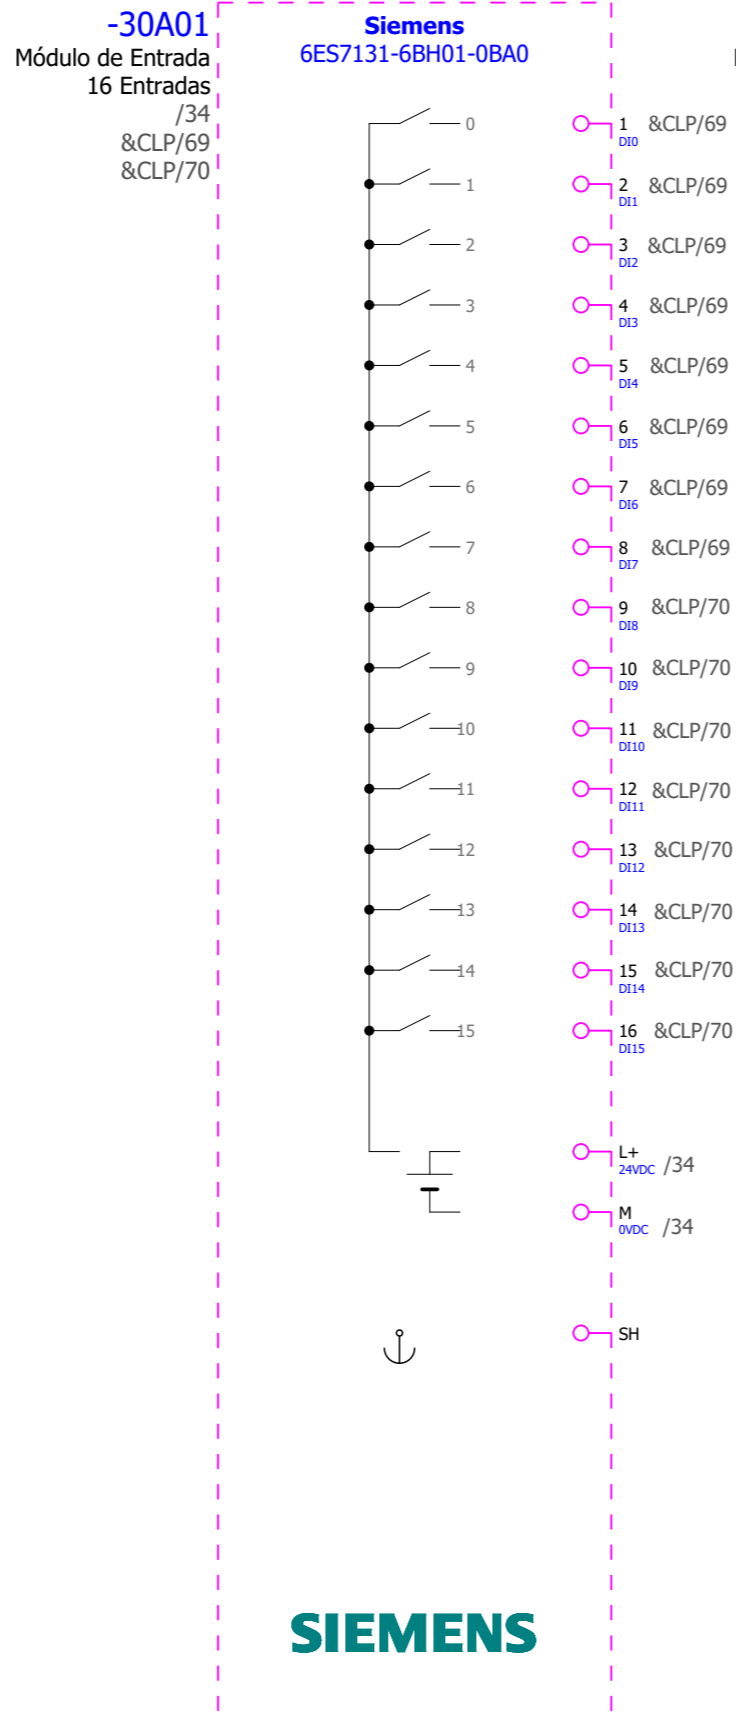 -30A01
Módulo de Entrada
16 Entradas
/34
&CLP/69
&CLP/70
Siemens
6ES7131-6BH01-0BA0
0 1 &CLP/69
DI0
1 2 &CLP/69
DI1
2 3 &CLP/69
DI2
3 4 &CLP/69
DI3
4 5 &CLP/69
DI4
5 6 &CLP/69
DI5
6 7 &CLP/69
DI6
7 8 &CLP/69
DI7
8 9 &CLP/70
DI8
9 10 &CLP/70
DI9
10 11 &CLP/70
DI10
11 12 &CLP/70
DI11
12 13 &CLP/70
DI12
13 14 &CLP/70
DI13
14 15 &CLP/70
DI14
15 16 &CLP/70
DI15
L+
24VDC /34
M
0VDC /34
SH
SIEMENS